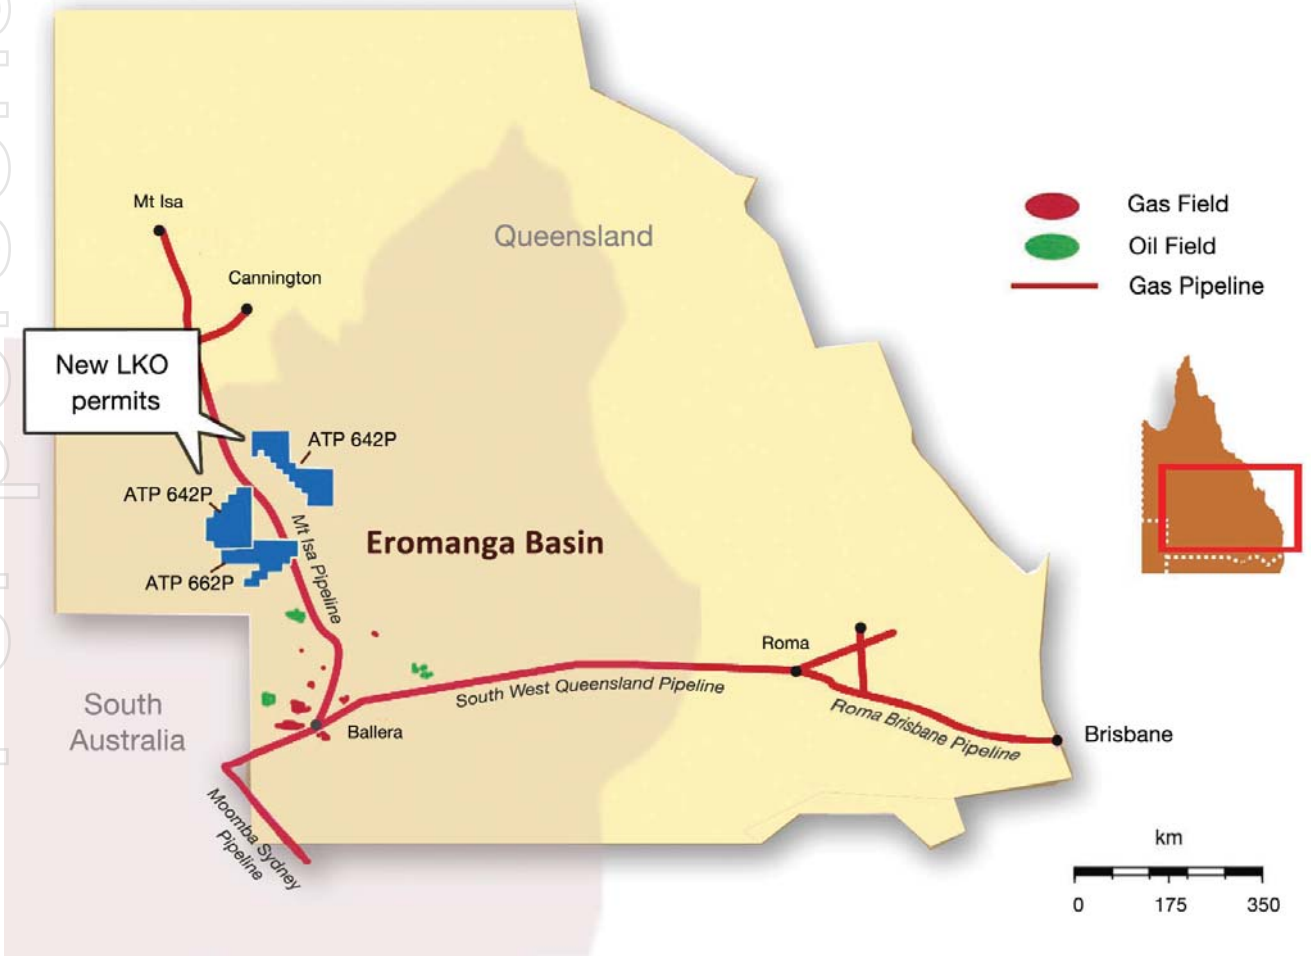 Mt Isa
Cannington
Queensland
Gas Field
Oil Field
Gas Pipeline
New LKO
permits
ATP 642P
ATP 642P
Mt Isa Pipeline
Eromanga Basin
ATP 662P
Roma
South West Queensland Pipeline
Roma Brisbane Pipeline
South
Australia
Ballera
Brisbane
Moomba Sydney
Pipeline
km
0 175 350